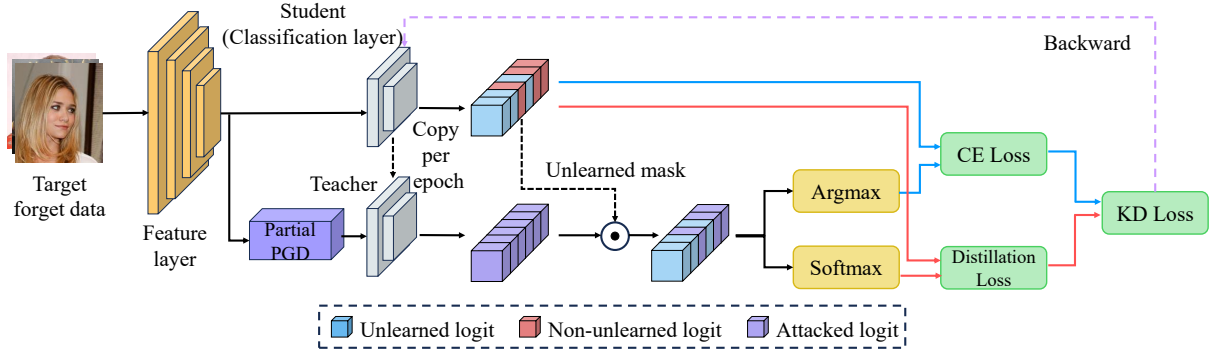 Student
(Classification layer)
Backward
Copy
per
epoch
CE Loss
Target
forget data
Teacher
Unlearned mask
Argmax
KD Loss
Partial
PGD
Feature
layer
Softmax
Distillation
Loss
Unlearned logit
Non-unlearned logit
Attacked logit